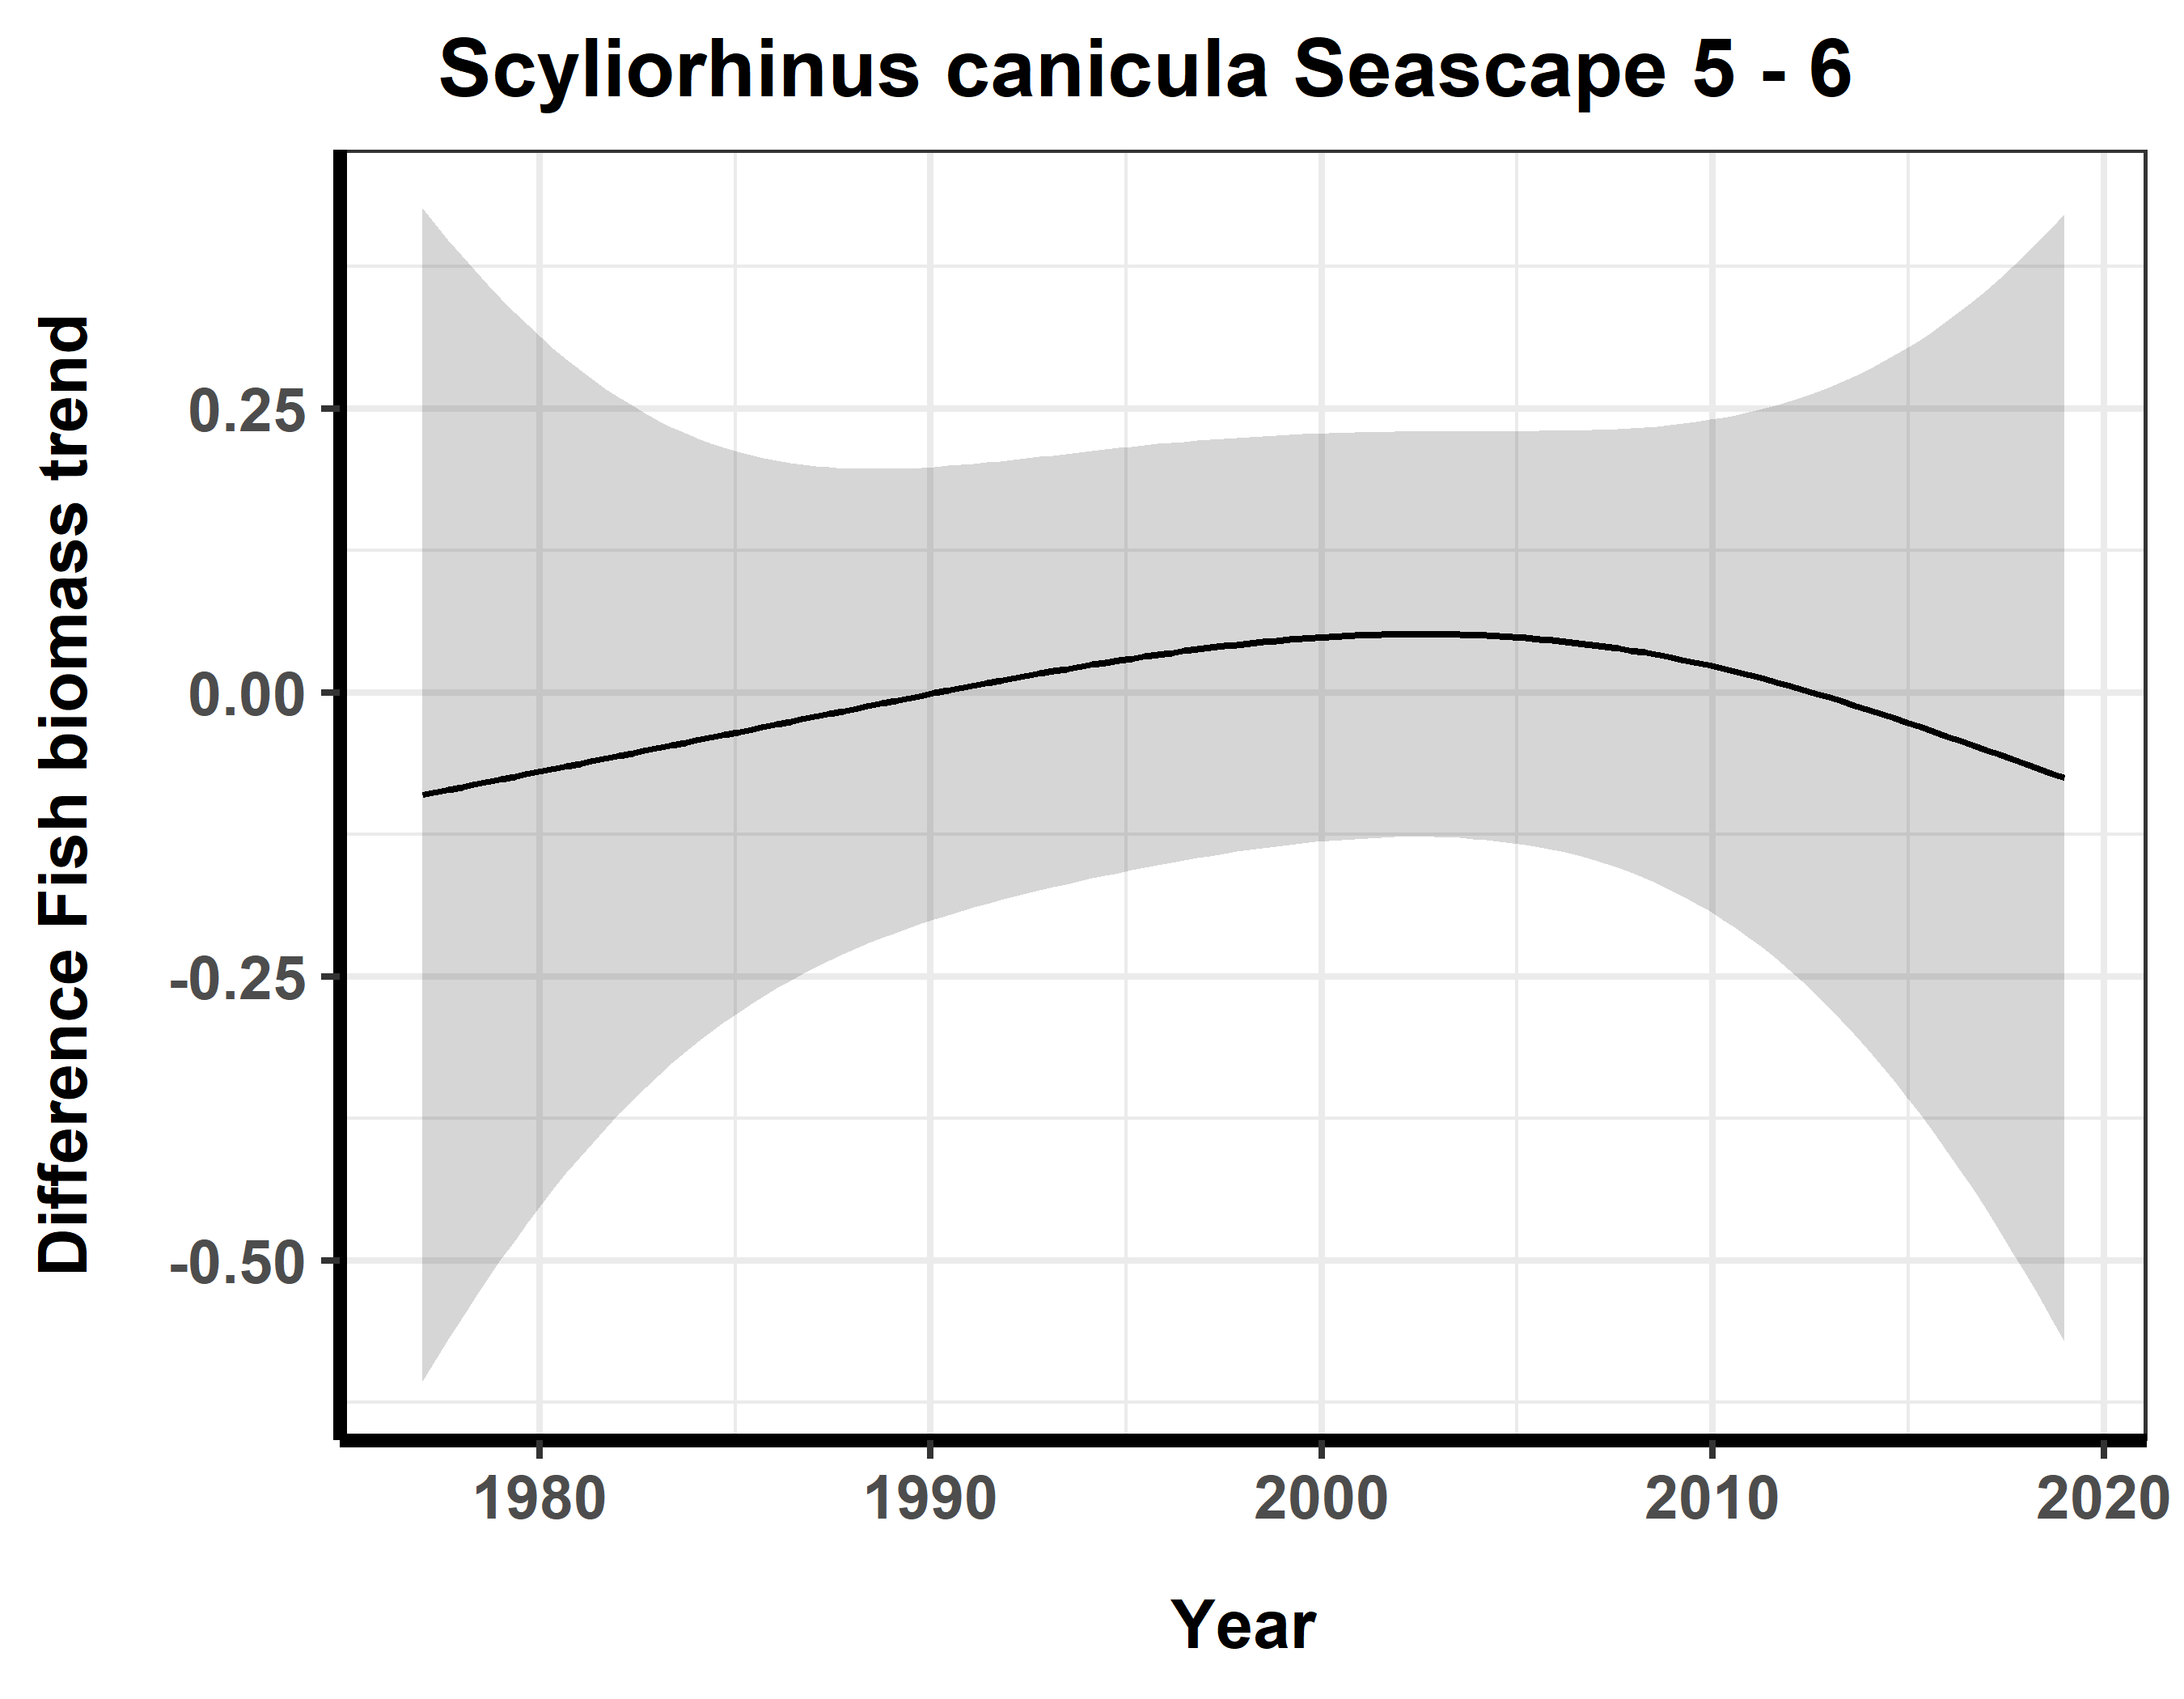 Scyliorhinus canicula Seascape 5 - 6
Difference Fish biomass trend
0.25
0.00
-0.25
-0.50
1980 1990 2000 2010 2020
Year